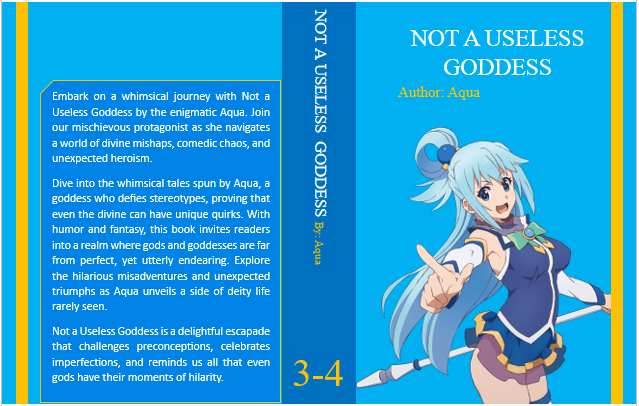 Embark on a whimsical journey with Not a
Useless Goddess by the enigmatic Aqua. Join
our mischievous protagonist as she navigates
a world of divine mishaps, comedic chaos, and
unexpected heroism.
Dive into the whimsical tales spun by Aqua, a
goddess who defies stereotypes, proving that
even the divine can have unique quirks. With
humor and fantasy, this book invites readers
into a realm where gods and goddesses are far
from perfect, yet utterly endearing. Explore
the hilarious misadventures and unexpected
triumphs as Aqua unveils a side of deity life
rarely seen.
Not a Useless Goddess is a delightful escapade
that challenges preconceptions, celebrates
imperfections, and reminds us all that even
gods have their moments of hilarity.
NOT A USELESS GODDESS By: Aqua
3-4
NOT A USELESS
GODDESS
Author: Aqua